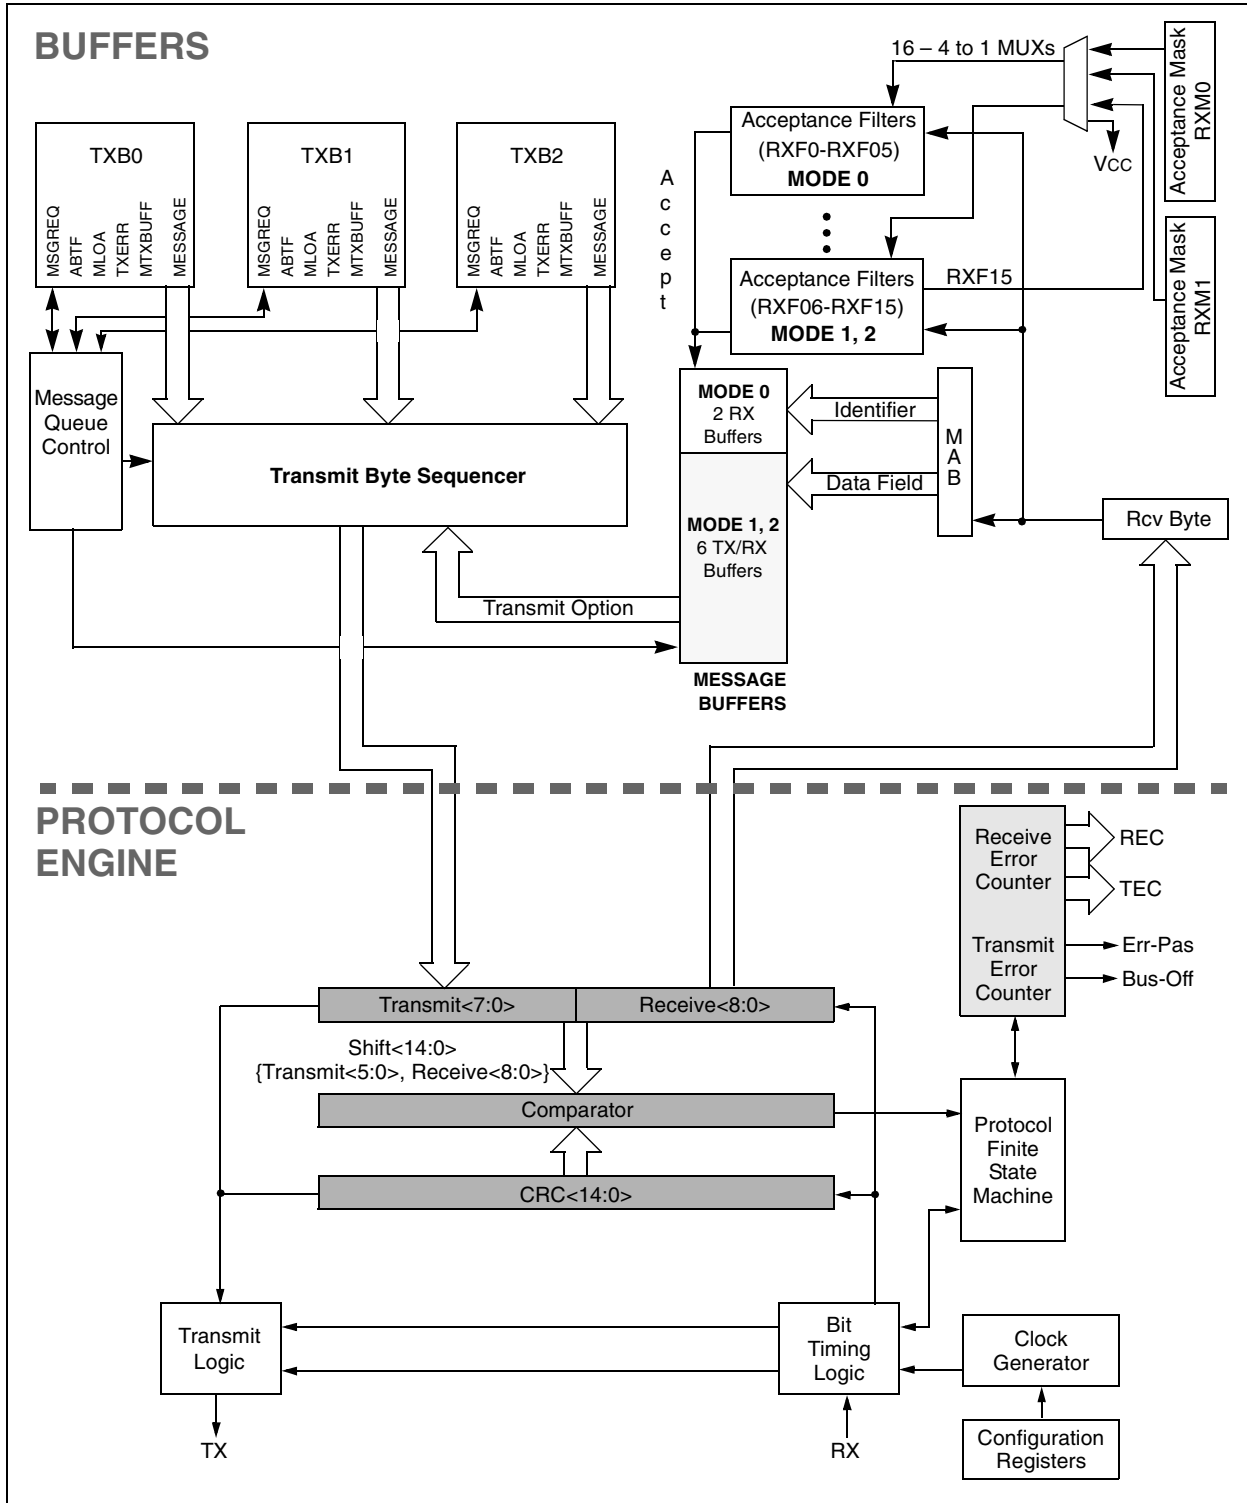 BUFFERS
16 – 4 to 1 MUXs
Acceptance Mask
RXM0
VCC
Acceptance Mask
RXM1
TXB0
MSGREQ
ABTF
MLOA
TXERR
MTXBUFF
MESSAGE
TXB1
MSGREQ
ABTF
MLOA
TXERR
MTXBUFF
MESSAGE
TXB2
MSGREQ
ABTF
MLOA
TXERR
MTXBUFF
MESSAGE
Accept
Acceptance Filters
(RXF0-RXF05)
MODE 0
Acceptance Filters
(RXF06-RXF15)
MODE 1, 2
RXF15
Message
Queue
Control
Transmit Byte Sequencer
MODE 0
2 RX
Buffers
MODE 1, 2
6 TX/RX
Buffers
Identifier
Data Field
MAB
Rcv Byte
Transmit Option
MESSAGE
BUFFERS
PROTOCOL
ENGINE
Receive
Error
Counter
Transmit
Error
Counter
REC
TEC
Err-Pas
Bus-Off
Transmit<7:0>
Receive<8:0>
Shift<14:0>
{Transmit<5:0>, Receive<8:0>}
Comparator
CRC<14:0>
Protocol
Finite
State
Machine
Transmit
Logic
Bit
Timing
Logic
Clock
Generator
Configuration
Registers
TX
RX